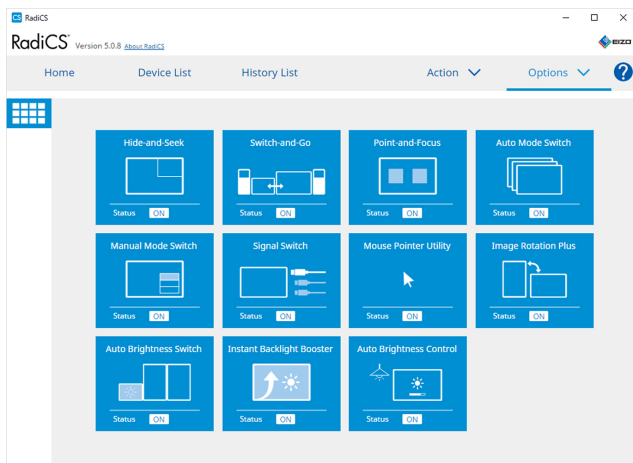 CS RadiCS
RadiCS™ Version 5.0.8 About RadiCS
EIZO
Home Device List History List Action Options ?
Hide-and-Seek Switch-and-Go Point-and-Focus Auto Mode Switch
Status ON Status ON Status ON Status ON
Manual Mode Switch Signal Switch Mouse Pointer Utility Image Rotation Plus
Status ON Status ON Status ON Status ON
Auto Brightness Switch Instant Backlight Booster Auto Brightness Control
Status ON Status ON Status ON